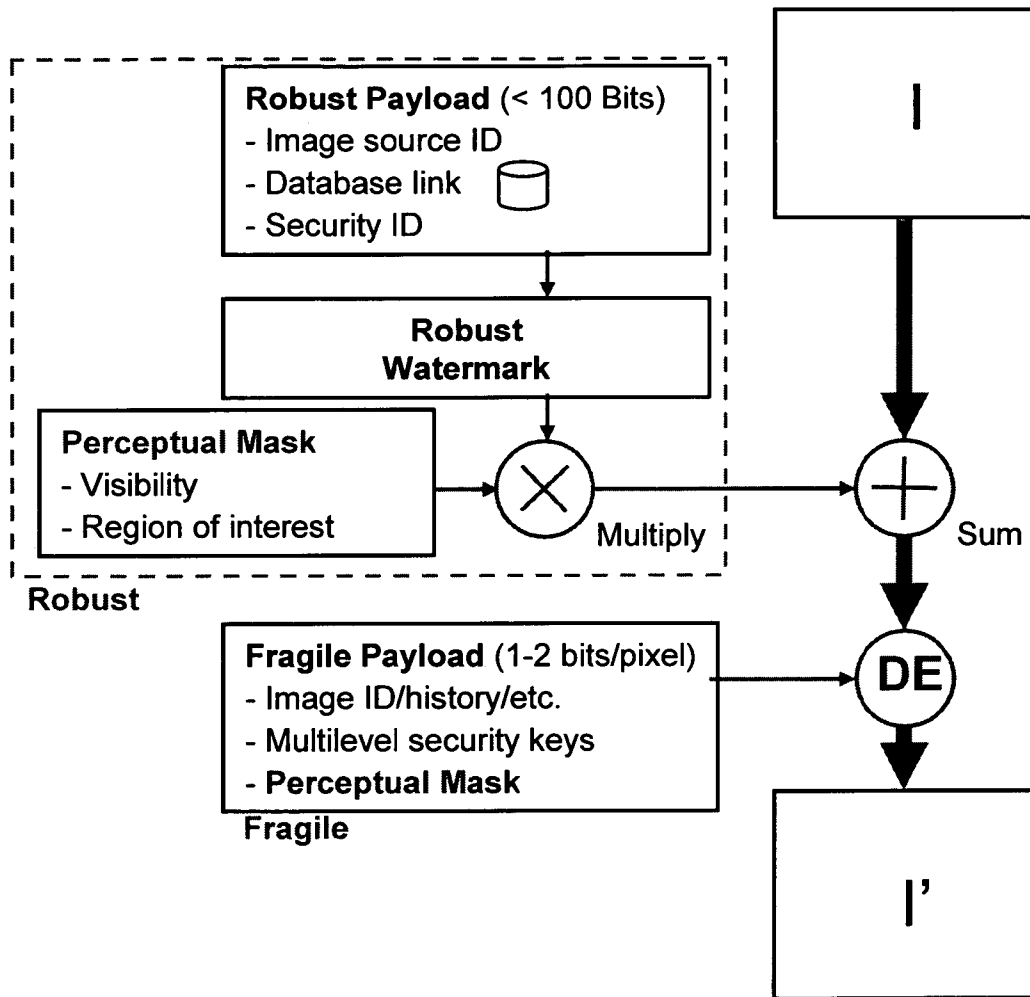 Robust Payload (< 100 Bits)
- Image source ID
- Database link
- Security ID
I
Robust
Watermark
Perceptual Mask
- Visibility
- Region of interest
Multiply
Sum
Robust
Fragile Payload (1-2 bits/pixel)
- Image ID/history/etc.
- Multilevel security keys
- Perceptual Mask
Fragile
DE
I'